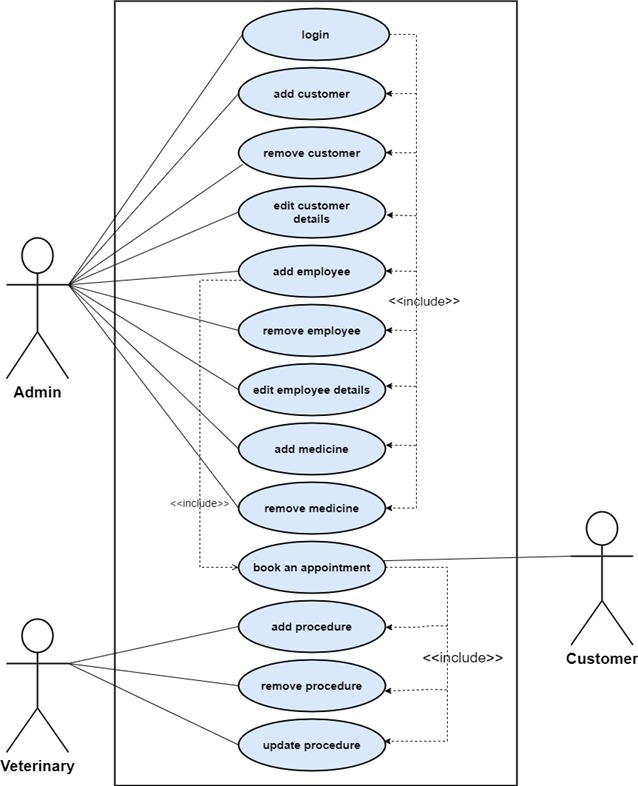 login
add customer
remove customer
edit customer
details
add employee
<<include>>
remove employee
Admin
edit employee details
add medicine
<<include>>
remove medicine
book an appointment
add procedure
<<include>>
Customer
remove procedure
update procedure
Veterinary